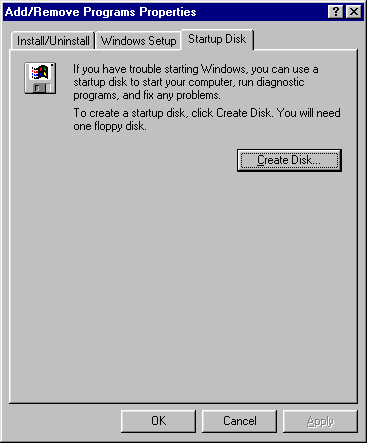 Add/Remove Programs Properties
Install/Uninstall Windows Setup Startup Disk
If you have trouble starting Windows, you can use a
startup disk to start your computer, run diagnostic
programs, and fix any problems.
To create a startup disk, click Create Disk. You will need
one floppy disk.
Create Disk...
OK Cancel Apply